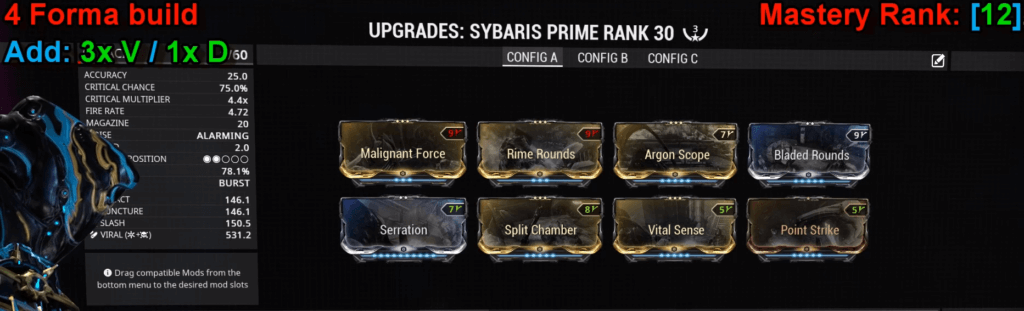 4 Forma build
Mastery Rank: [12]
UPGRADES: SYBARIS PRIME RANK 30 3
Add: 3x V / 1x D
/60
CONFIG A CONFIG B CONFIG C
ACCURACY 25.0
CRITICAL CHANCE 75.0%
CRITICAL MULTIPLIER 4.4x
FIRE RATE 4.72
MAGAZINE 20
ALARMING
2.0
78.1%
BURST
146.1
146.1
SLASH 150.5
VIRAL 531.2
Drag compatible Mods from the
bottom menu to the desired mod slots
9
Malignant Force
9
Rime Rounds
7
Argon Scope
9
Bladed Rounds
7
Serration
8
Split Chamber
5
Vital Sense
5
Point Strike